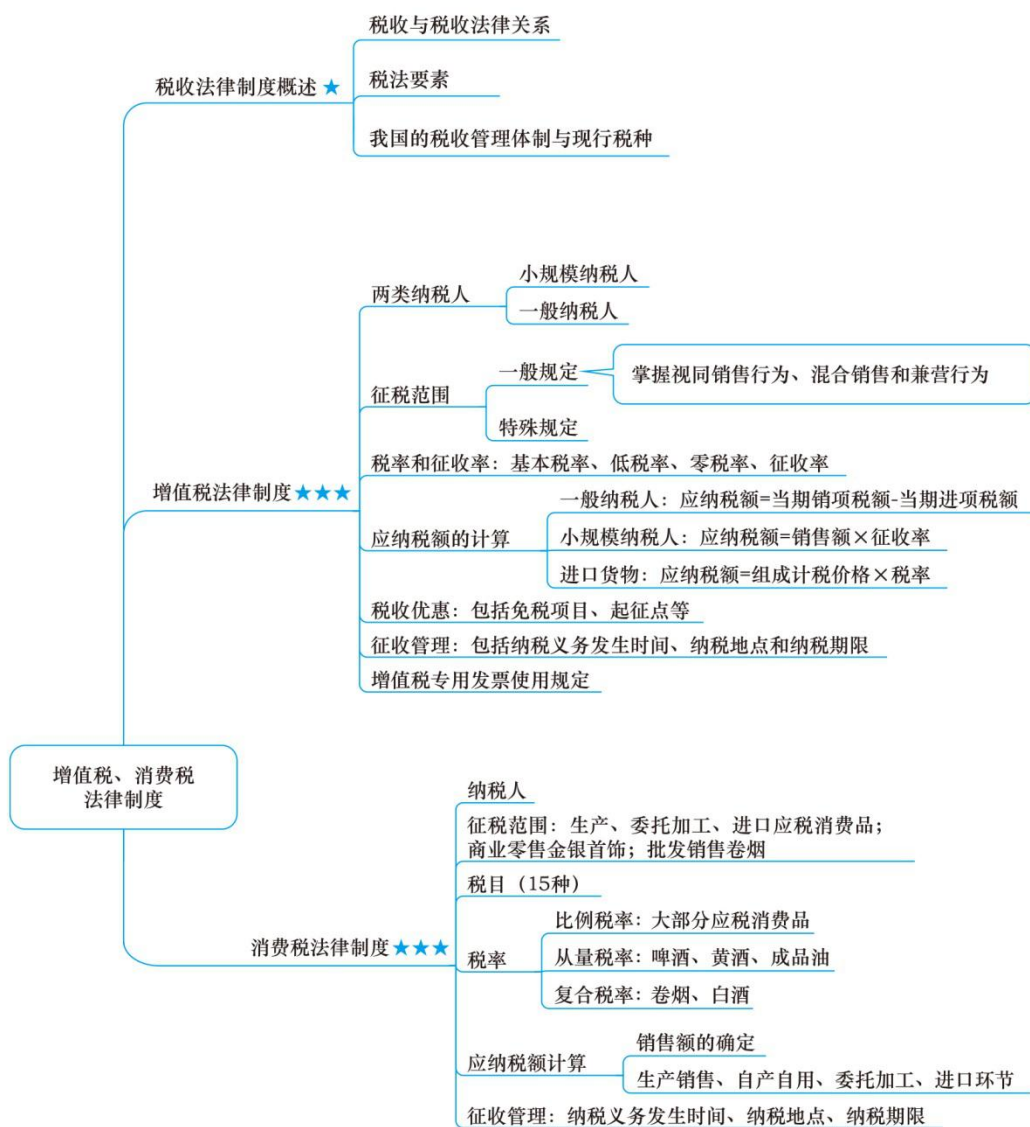 税收与税收法律关系
税收法律制度概述 ★
税法要素
我国的税收管理体制与现行税种
小规模纳税人
两类纳税人
一般纳税人
一般规定
掌握视同销售行为、混合销售和兼营行为
征税范围
特殊规定
税率和征收率：基本税率、低税率、零税率、征收率
增值税法律制度★★★
一般纳税人：应纳税额=当期销项税额-当期进项税额
应纳税额的计算
小规模纳税人：应纳税额=销售额×征收率
进口货物：应纳税额=组成计税价格×税率
税收优惠：包括免税项目、起征点等
征收管理：包括纳税义务发生时间、纳税地点和纳税期限
增值税专用发票使用规定
增值税、消费税
法律制度
纳税人
征税范围：生产、委托加工、进口应税消费品；
商业零售金银首饰；批发销售卷烟
税目（15种）
比例税率：大部分应税消费品
消费税法律制度★★★
税率
从量税率：啤酒、黄酒、成品油
复合税率：卷烟、白酒
销售额的确定
应纳税额计算
生产销售、自产自用、委托加工、进口环节
征收管理：纳税义务发生时间、纳税地点、纳税期限